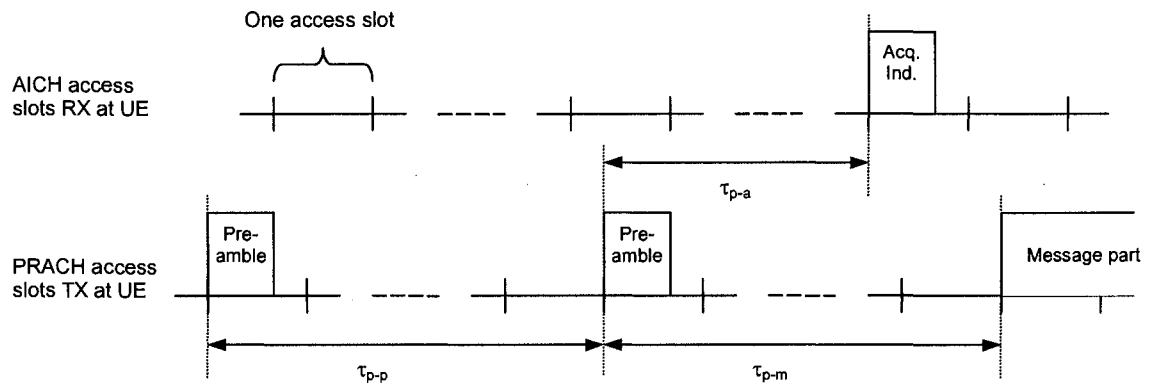 One access slot
AICH access
slots RX at UE
Acq.
Ind.
τp-a
PRACH access
slots TX at UE
Pre-
amble
Pre-
amble
Message part
τp-p
τp-m